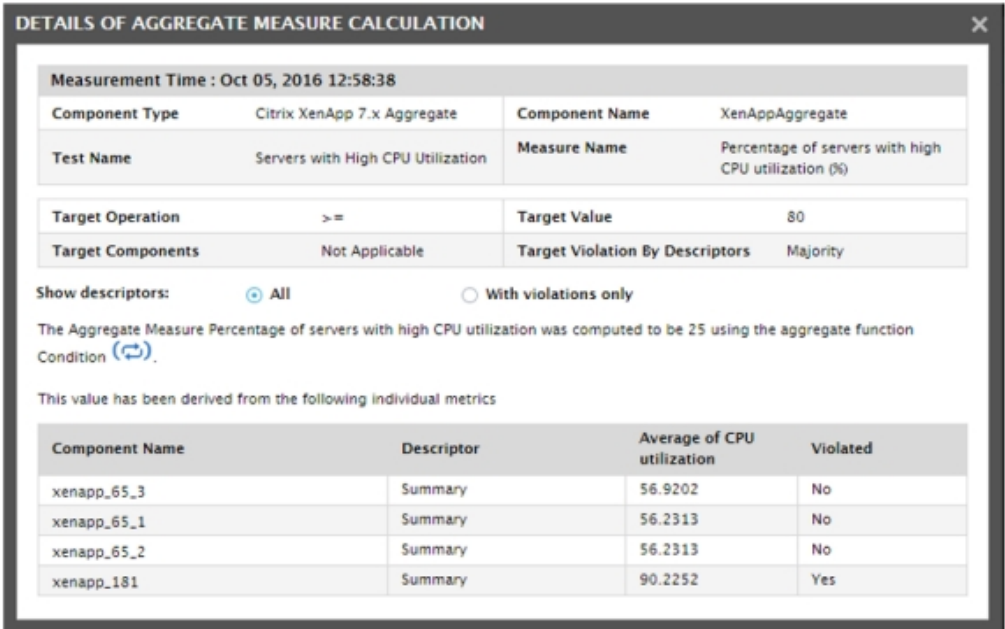 DETAILS OF AGGREGATE MEASURE CALCULATION
Measurement Time : Oct 05, 2016 12:58:38
Component Type Citrix XenApp 7.x Aggregate Component Name XenAppAggregate
Test Name Servers with High CPU Utilization Measure Name Percentage of servers with high
CPU utilization (%)
Target Operation >= Target Value 80
Target Components Not Applicable Target Violation By Descriptors Majority
Show descriptors: All With violations only
The Aggregate Measure Percentage of servers with high CPU utilization was computed to be 25 using the aggregate function
Condition ( ).
This value has been derived from the following individual metrics
Component Name Descriptor Average of CPU
utilization Violated
xenapp_65_3 Summary 56.9202 No
xenapp_65_1 Summary 56.2313 No
xenapp_65_2 Summary 56.2313 No
xenapp_181 Summary 90.2252 Yes